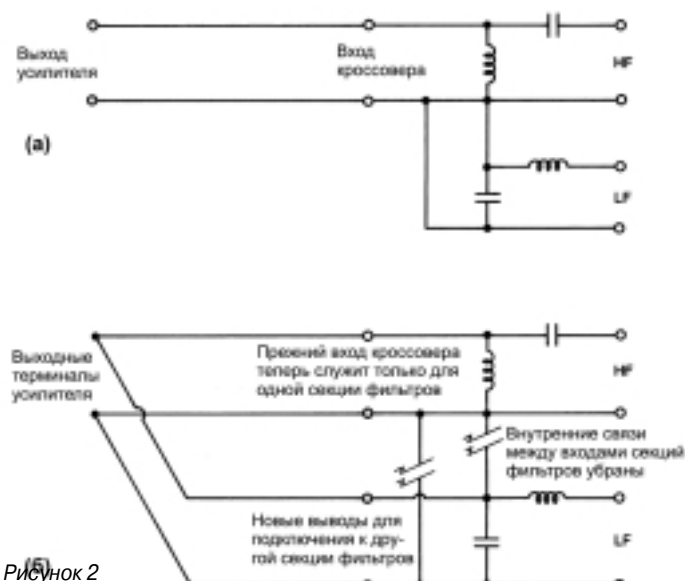 Выход
усилителя
Вход
кроссовера
HF
(а)
LF
Выходные
терминалы
усилителя
Прежний вход кроссовера
теперь служит только для
одной секции фильтров
HF
Внутренние связи
между входами секций
фильтров убраны
Новые выводы для
подключения к дру-
гой секции фильтров
LF
(б)
Рисунок 2